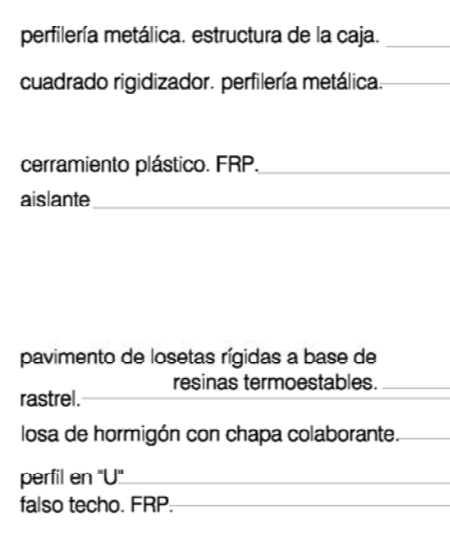 perfilería metálica. estructura de la caja.
cuadrado rigidizador. perfilería metálica.
cerramiento plástico. FRP.
aislante
pavimento de losetas rígidas a base de
resinas termoestables.
rastrel.
losa de hormigón con chapa colaborante.
perfil en "U"
falso techo. FRP.